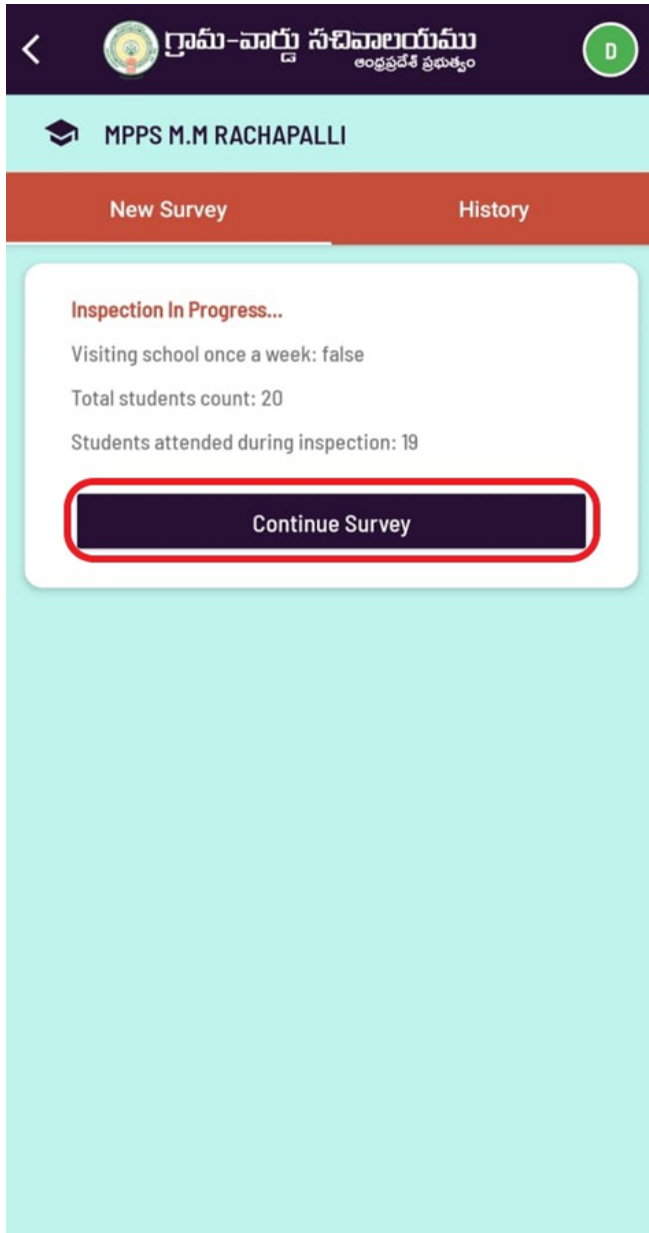 గ్రామ-వార్డు సచివాలయము
ఆంధ్రప్రదేశ్ ప్రభుత్వం
D
MPPS M.M RACHAPALLI
New Survey
History
Inspection In Progress...
Visiting school once a week: false
Total students count: 20
Students attended during inspection: 19
Continue Survey